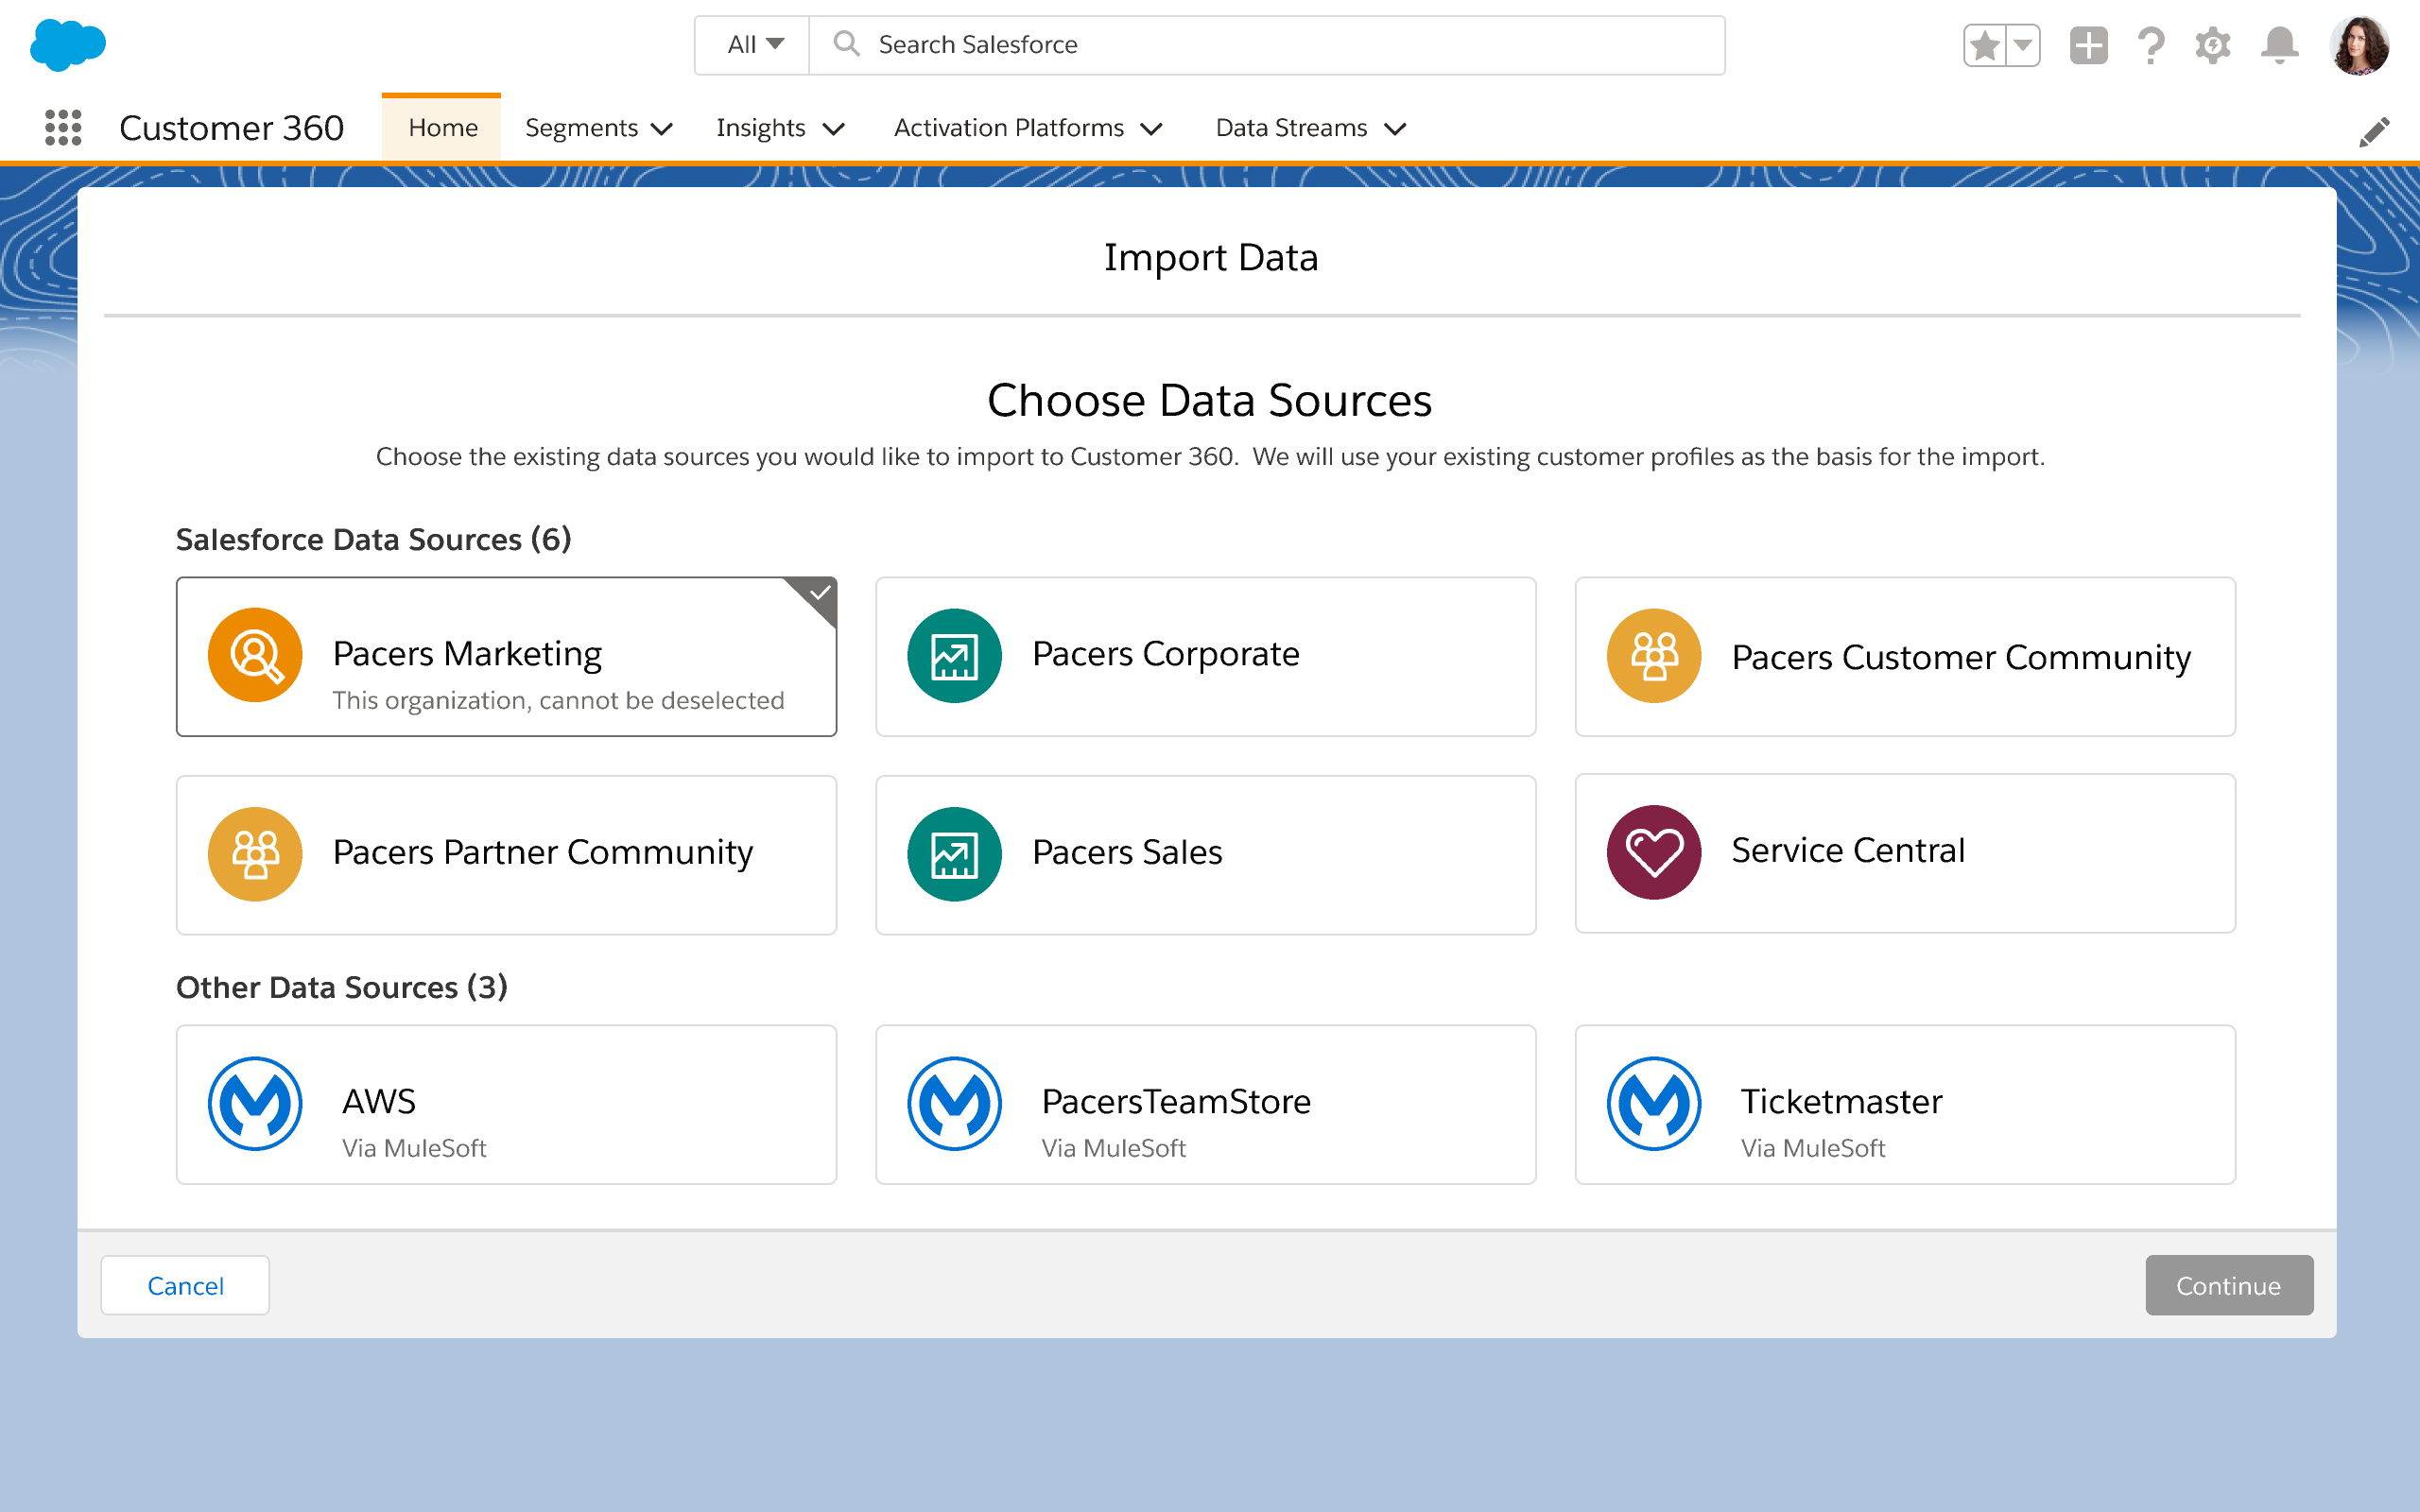 All
Search Salesforce
Customer 360
Home
Segments
Insights
Activation Platforms
Data Streams
Import Data
Choose Data Sources
Choose the existing data sources you would like to import to Customer 360.  We will use your existing customer profiles as the basis for the import.
Salesforce Data Sources (6)
Pacers Marketing
This organization, cannot be deselected
Pacers Corporate
Pacers Customer Community
Pacers Partner Community
Pacers Sales
Service Central
Other Data Sources (3)
AWS
Via MuleSoft
PacersTeamStore
Via MuleSoft
Ticketmaster
Via MuleSoft
Cancel
Continue